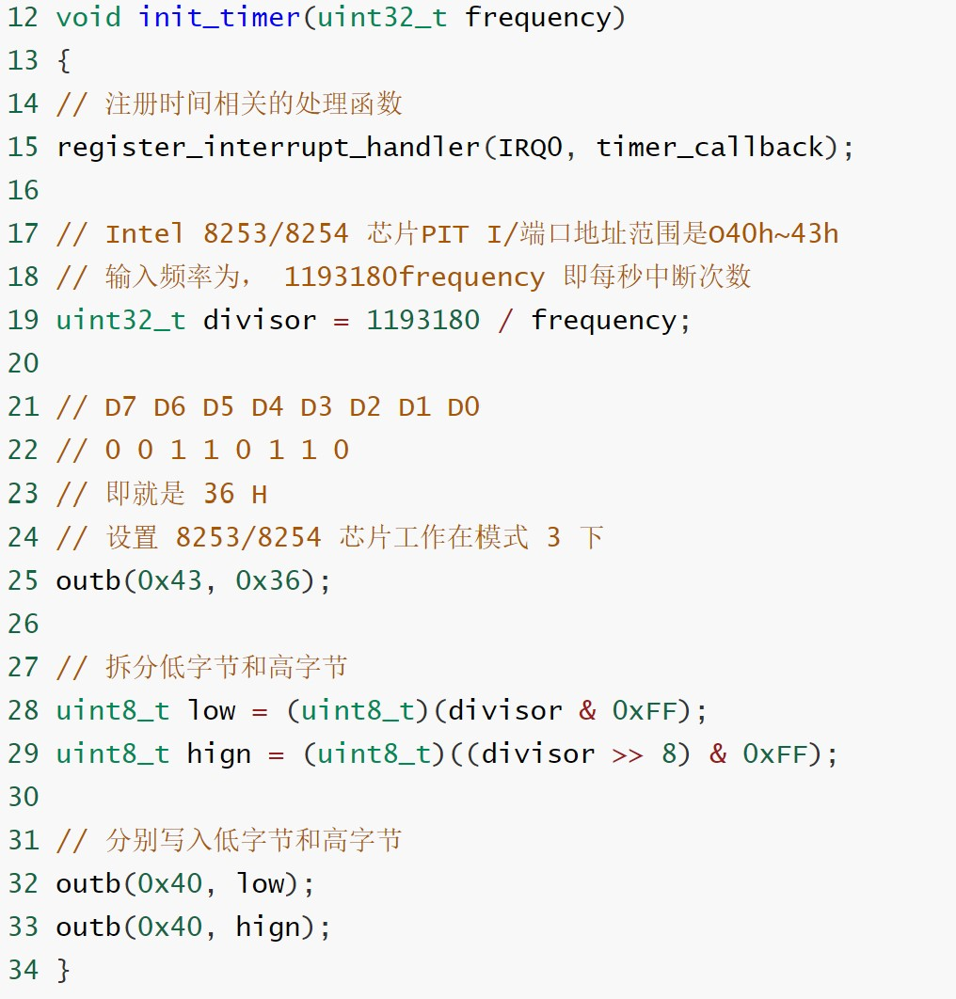 12 void init_timer(uint32_t frequency)
13 {
14 // 注册时间相关的处理函数
15 register_interrupt_handler(IRQ0, timer_callback);
16
17 // Intel 8253/8254 芯片PIT I/端口地址范围是O40h~43h
18 // 输入频率为， 1193180frequency 即每秒中断次数
19 uint32_t divisor = 1193180 / frequency;
20
21 // D7 D6 D5 D4 D3 D2 D1 D0
22 // 0 0 1 1 0 1 1 0
23 // 即就是 36 H
24 // 设置 8253/8254 芯片工作在模式 3 下
25 outb(0x43, 0x36);
26
27 // 拆分低字节和高字节
28 uint8_t low = (uint8_t)(divisor & 0xFF);
29 uint8_t hign = (uint8_t)((divisor >> 8) & 0xFF);
30
31 // 分别写入低字节和高字节
32 outb(0x40, low);
33 outb(0x40, hign);
34 }